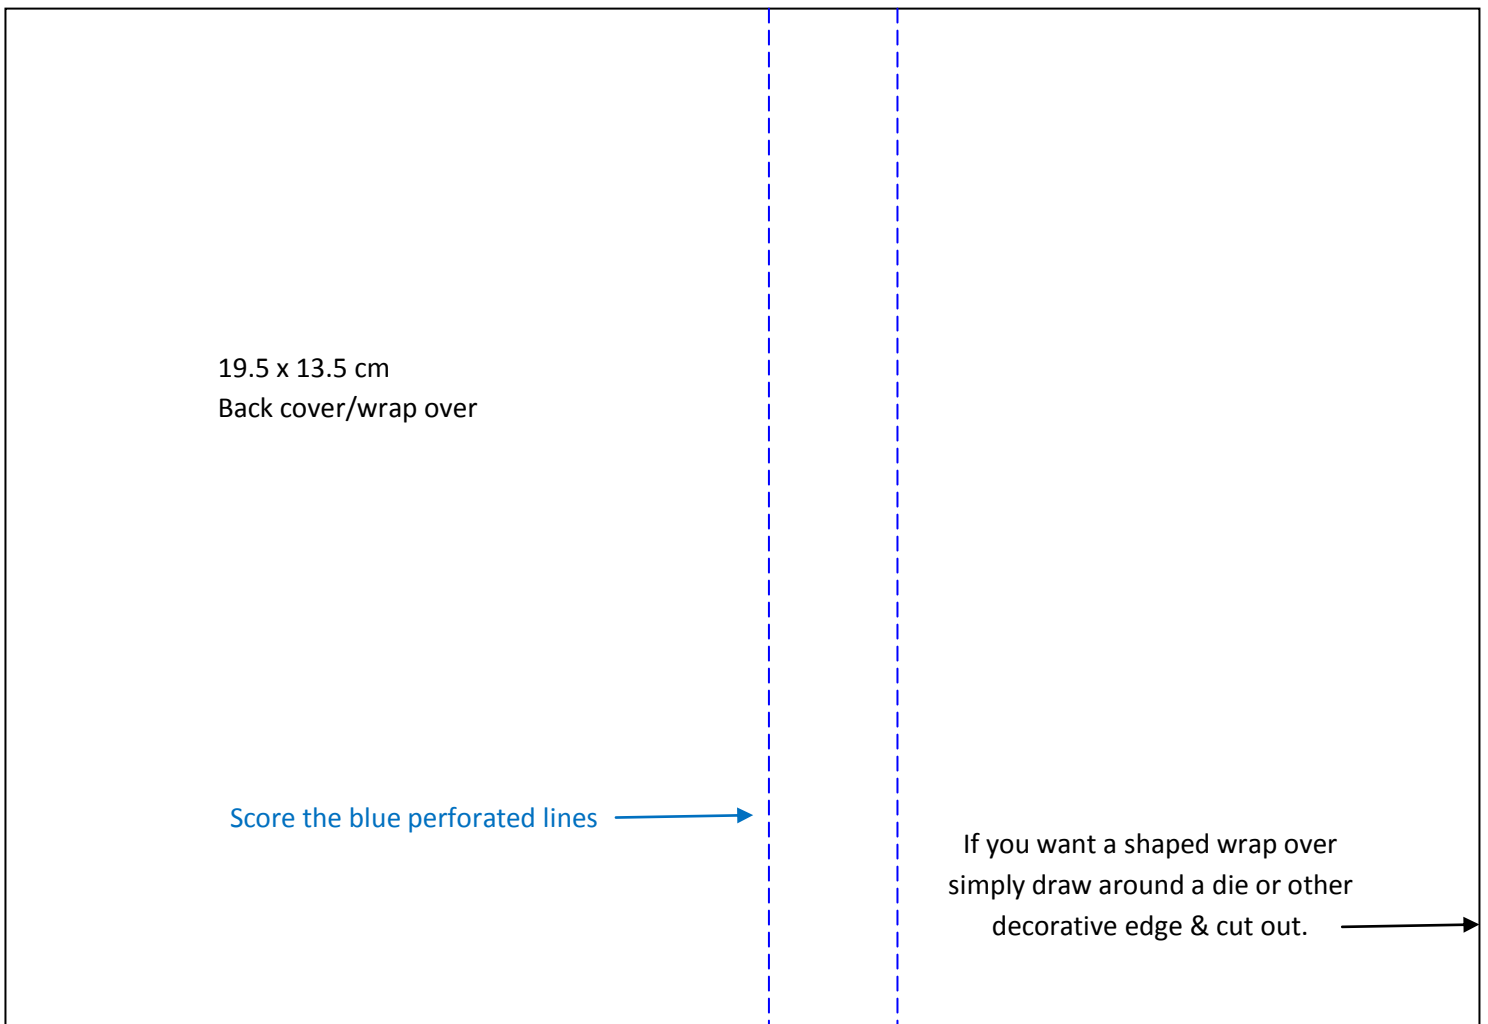 19.5 x 13.5 cm
Back cover/wrap over
Score the blue perforated lines
If you want a shaped wrap over
simply draw around a die or other
decorative edge & cut out.